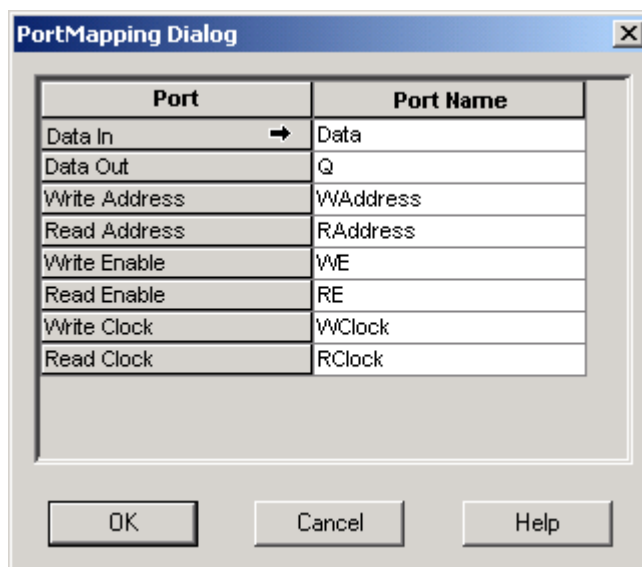 PortMapping Dialog
Port Port Name
Data In Data
Data Out Q
Write Address WAddress
Read Address RAddress
Write Enable WE
Read Enable RE
Write Clock WClock
Read Clock RClock
OK Cancel Help